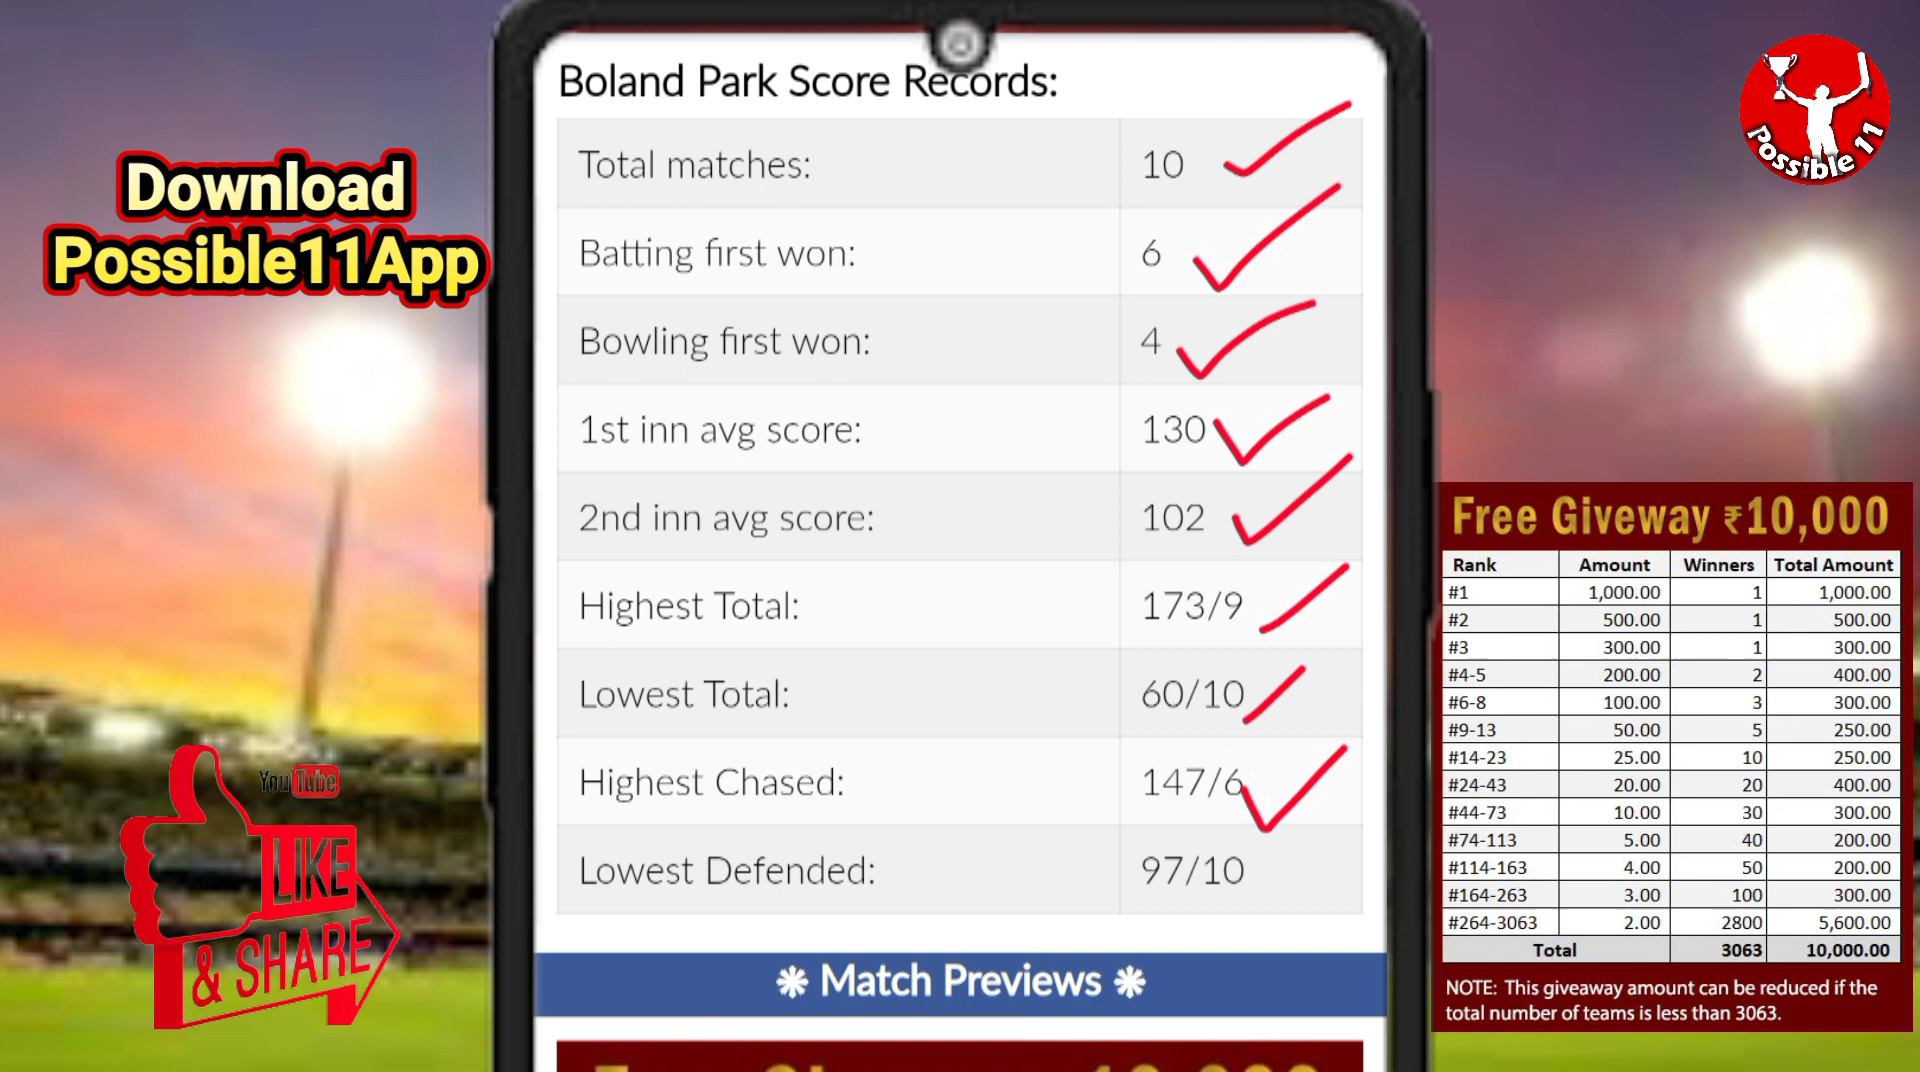 Boland Park Score Records:
Total matches: 10
Batting first won: 6
Bowling first won: 4
1st inn avg score: 130
2nd inn avg score: 102
Highest Total: 173/9
Lowest Total: 60/10
Highest Chased: 147/6
Lowest Defended: 97/10
Match Previews
Download
Possible11App
YouTube
LIKE
& SHARE
Possible 11
Free Giveway ₹10,000
Rank Amount Winners Total Amount
#1 1,000.00 1 1,000.00
#2 500.00 1 500.00
#3 300.00 1 300.00
#4-5 200.00 2 400.00
#6-8 100.00 3 300.00
#9-13 50.00 5 250.00
#14-23 25.00 10 250.00
#24-43 20.00 20 400.00
#44-73 10.00 30 300.00
#74-113 5.00 40 200.00
#114-163 4.00 50 200.00
#164-263 3.00 100 300.00
#264-3063 2.00 2800 5,600.00
Total 3063 10,000.00
NOTE: This giveaway amount can be reduced if the
total number of teams is less than 3063.